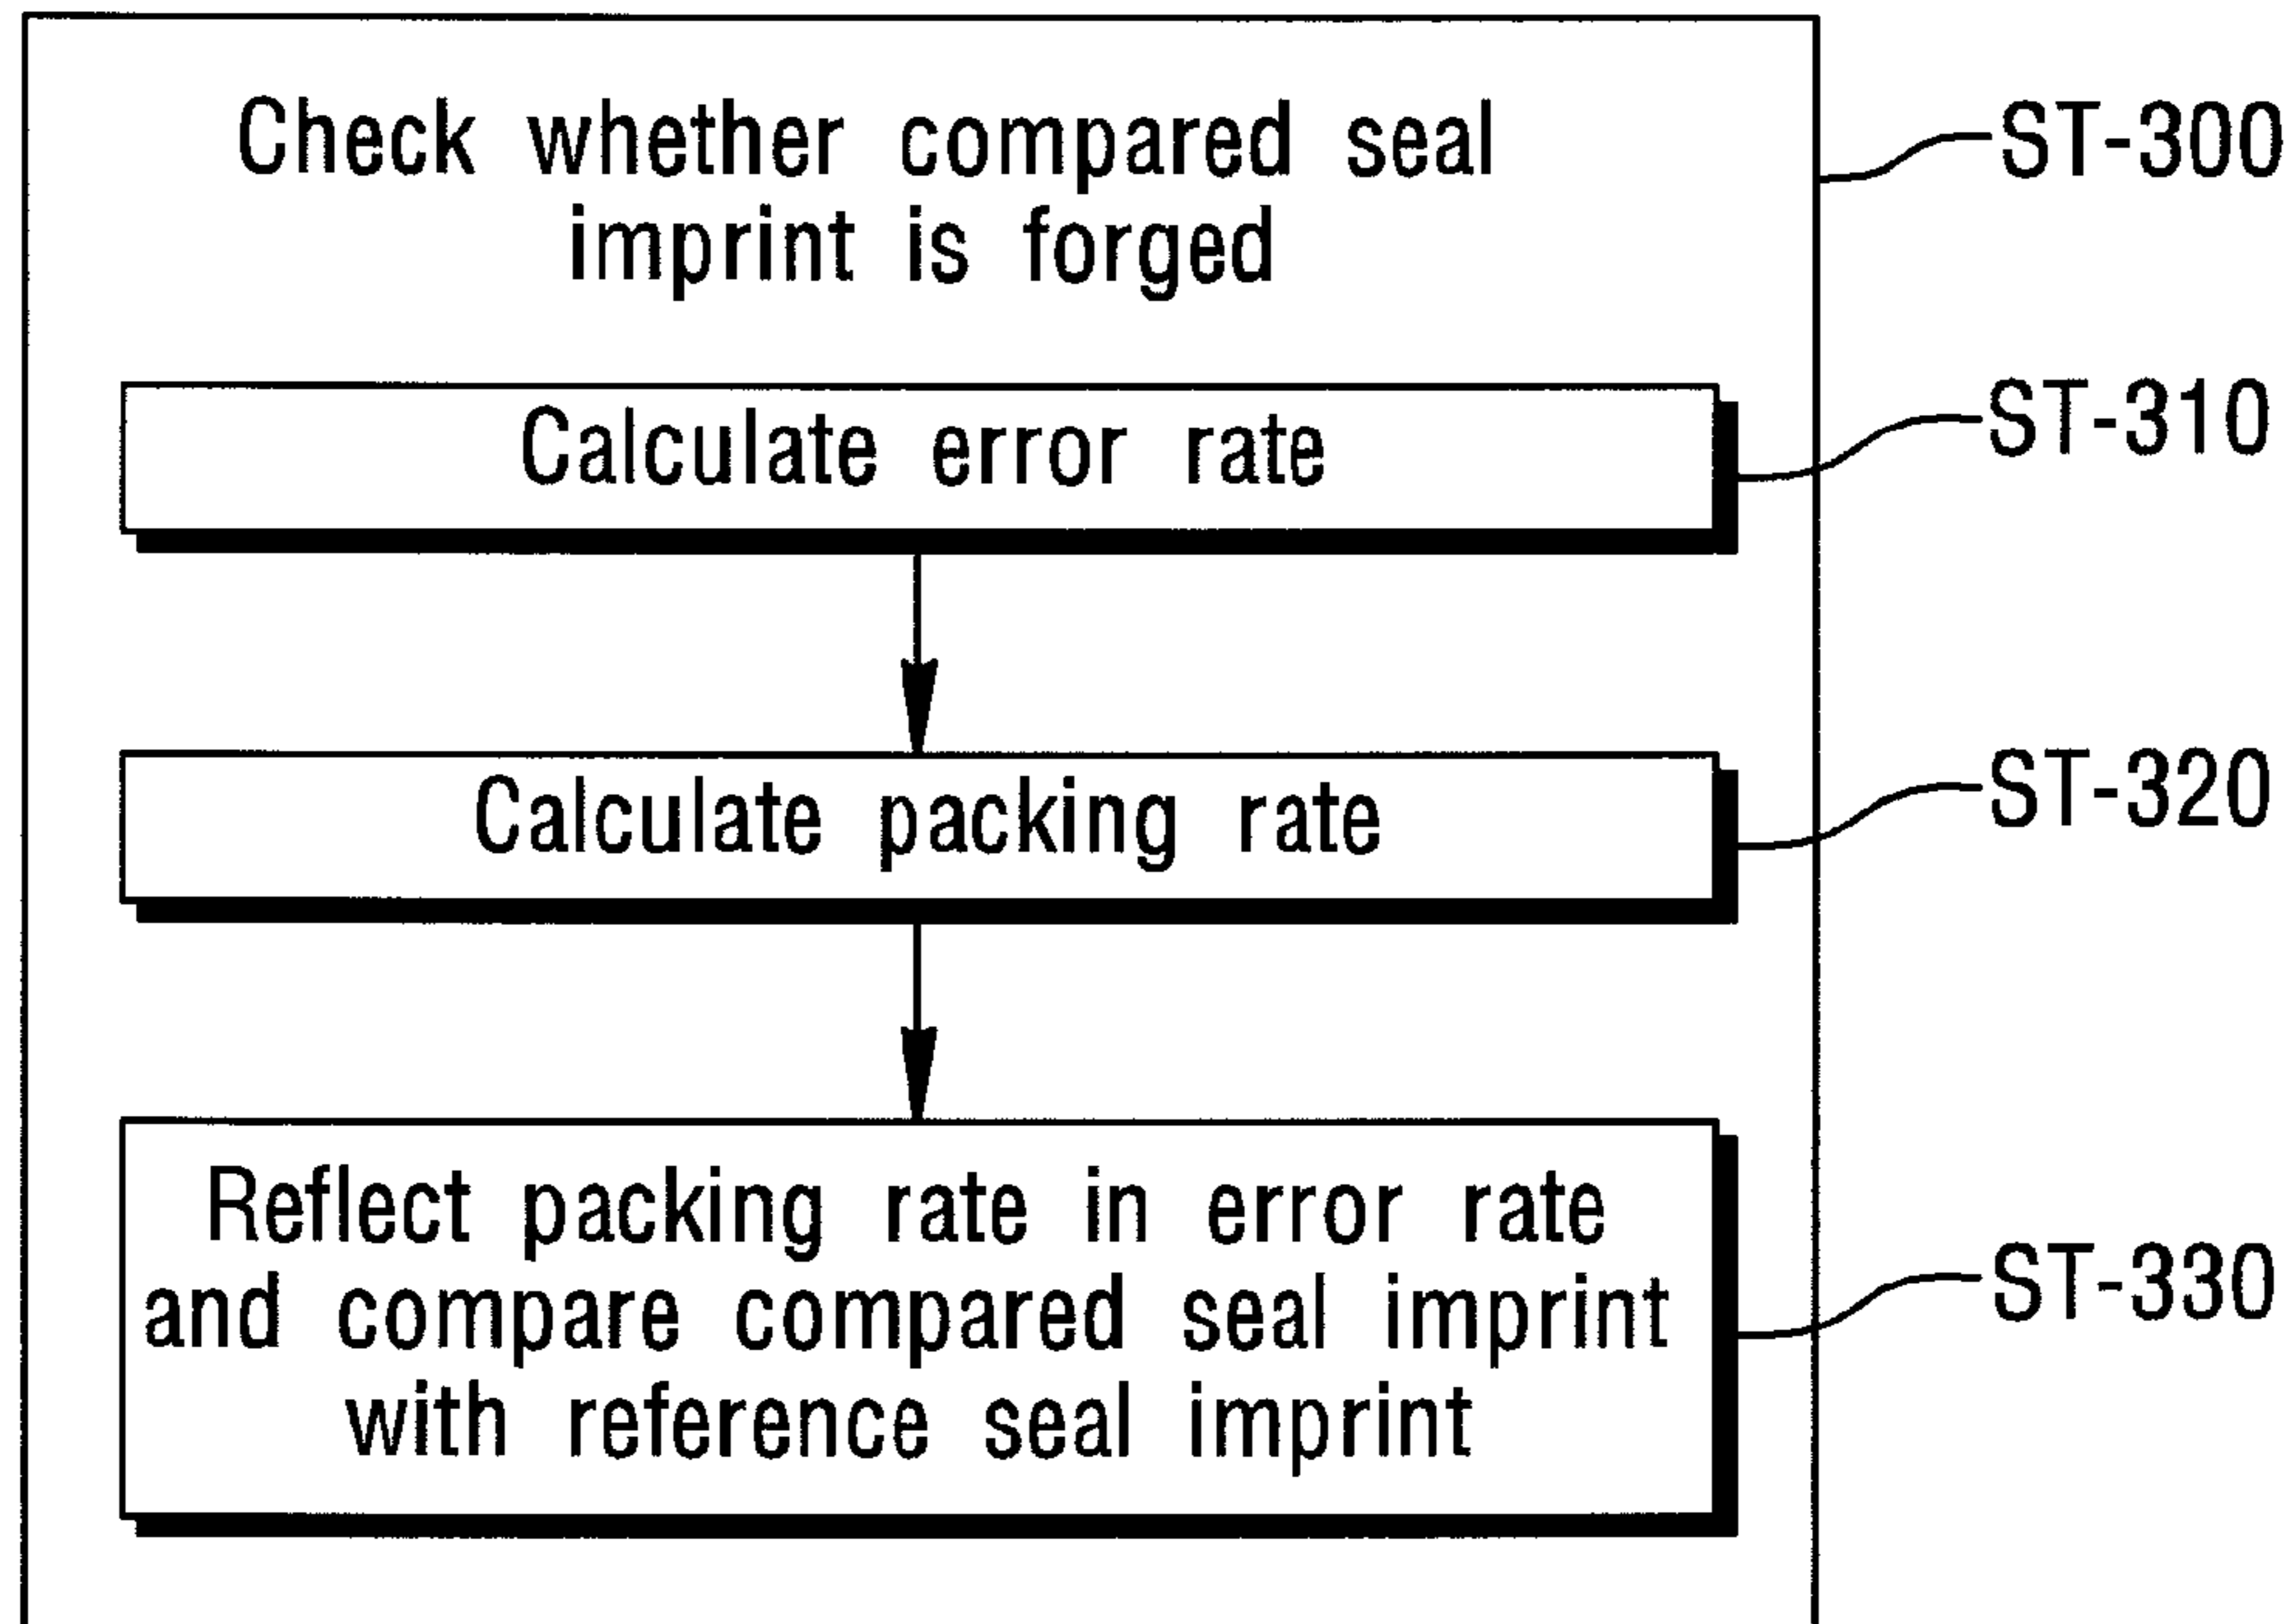 Check whether compared seal
imprint is forged
ST-300
Calculate error rate
ST-310
Calculate packing rate
ST-320
Reflect packing rate in error rate
and compare compared seal imprint
with reference seal imprint
ST-330